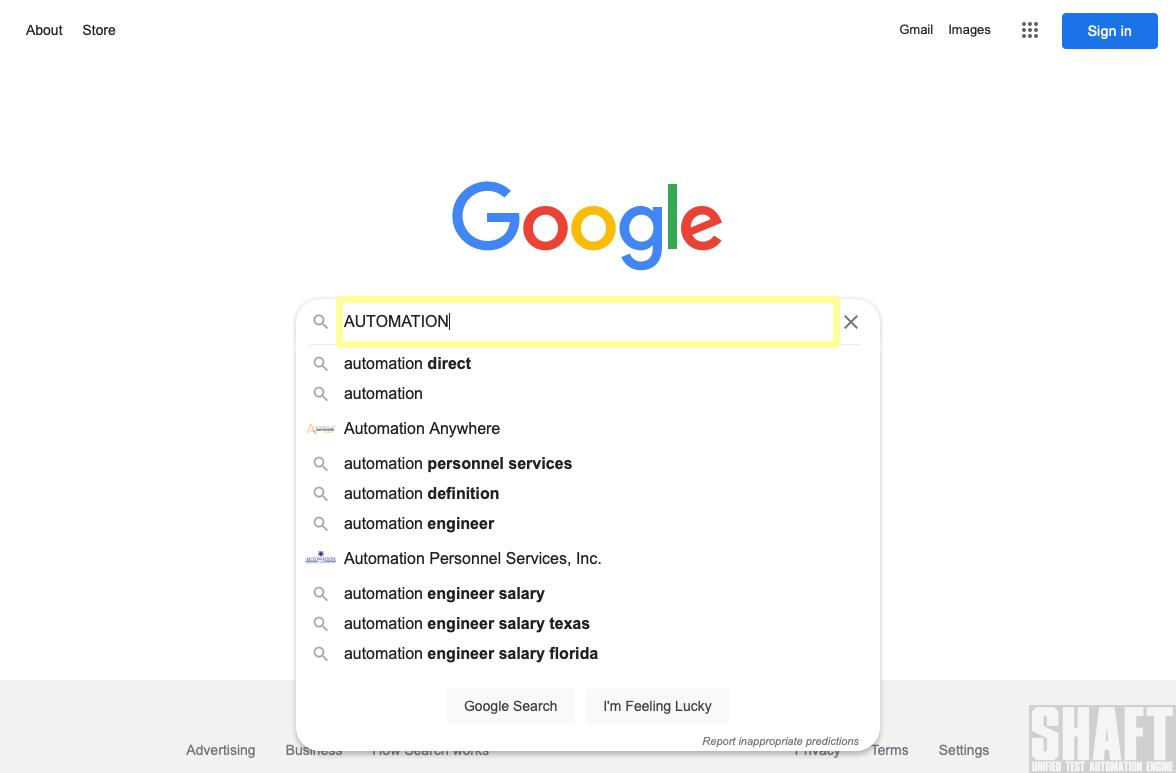 About Store
Gmail Images Sign in
Google
AUTOMATION
automation direct
automation
Automation Anywhere
automation personnel services
automation definition
automation engineer
AUTOMATION
Automation Personnel Services, Inc.
automation engineer salary
automation engineer salary texas
automation engineer salary florida
Google Search I'm Feeling Lucky
Report inappropriate predictions
Advertising Business How Search works Privacy Terms Settings
SHAFT
UNIFIED TEST AUTOMATION ENGINE